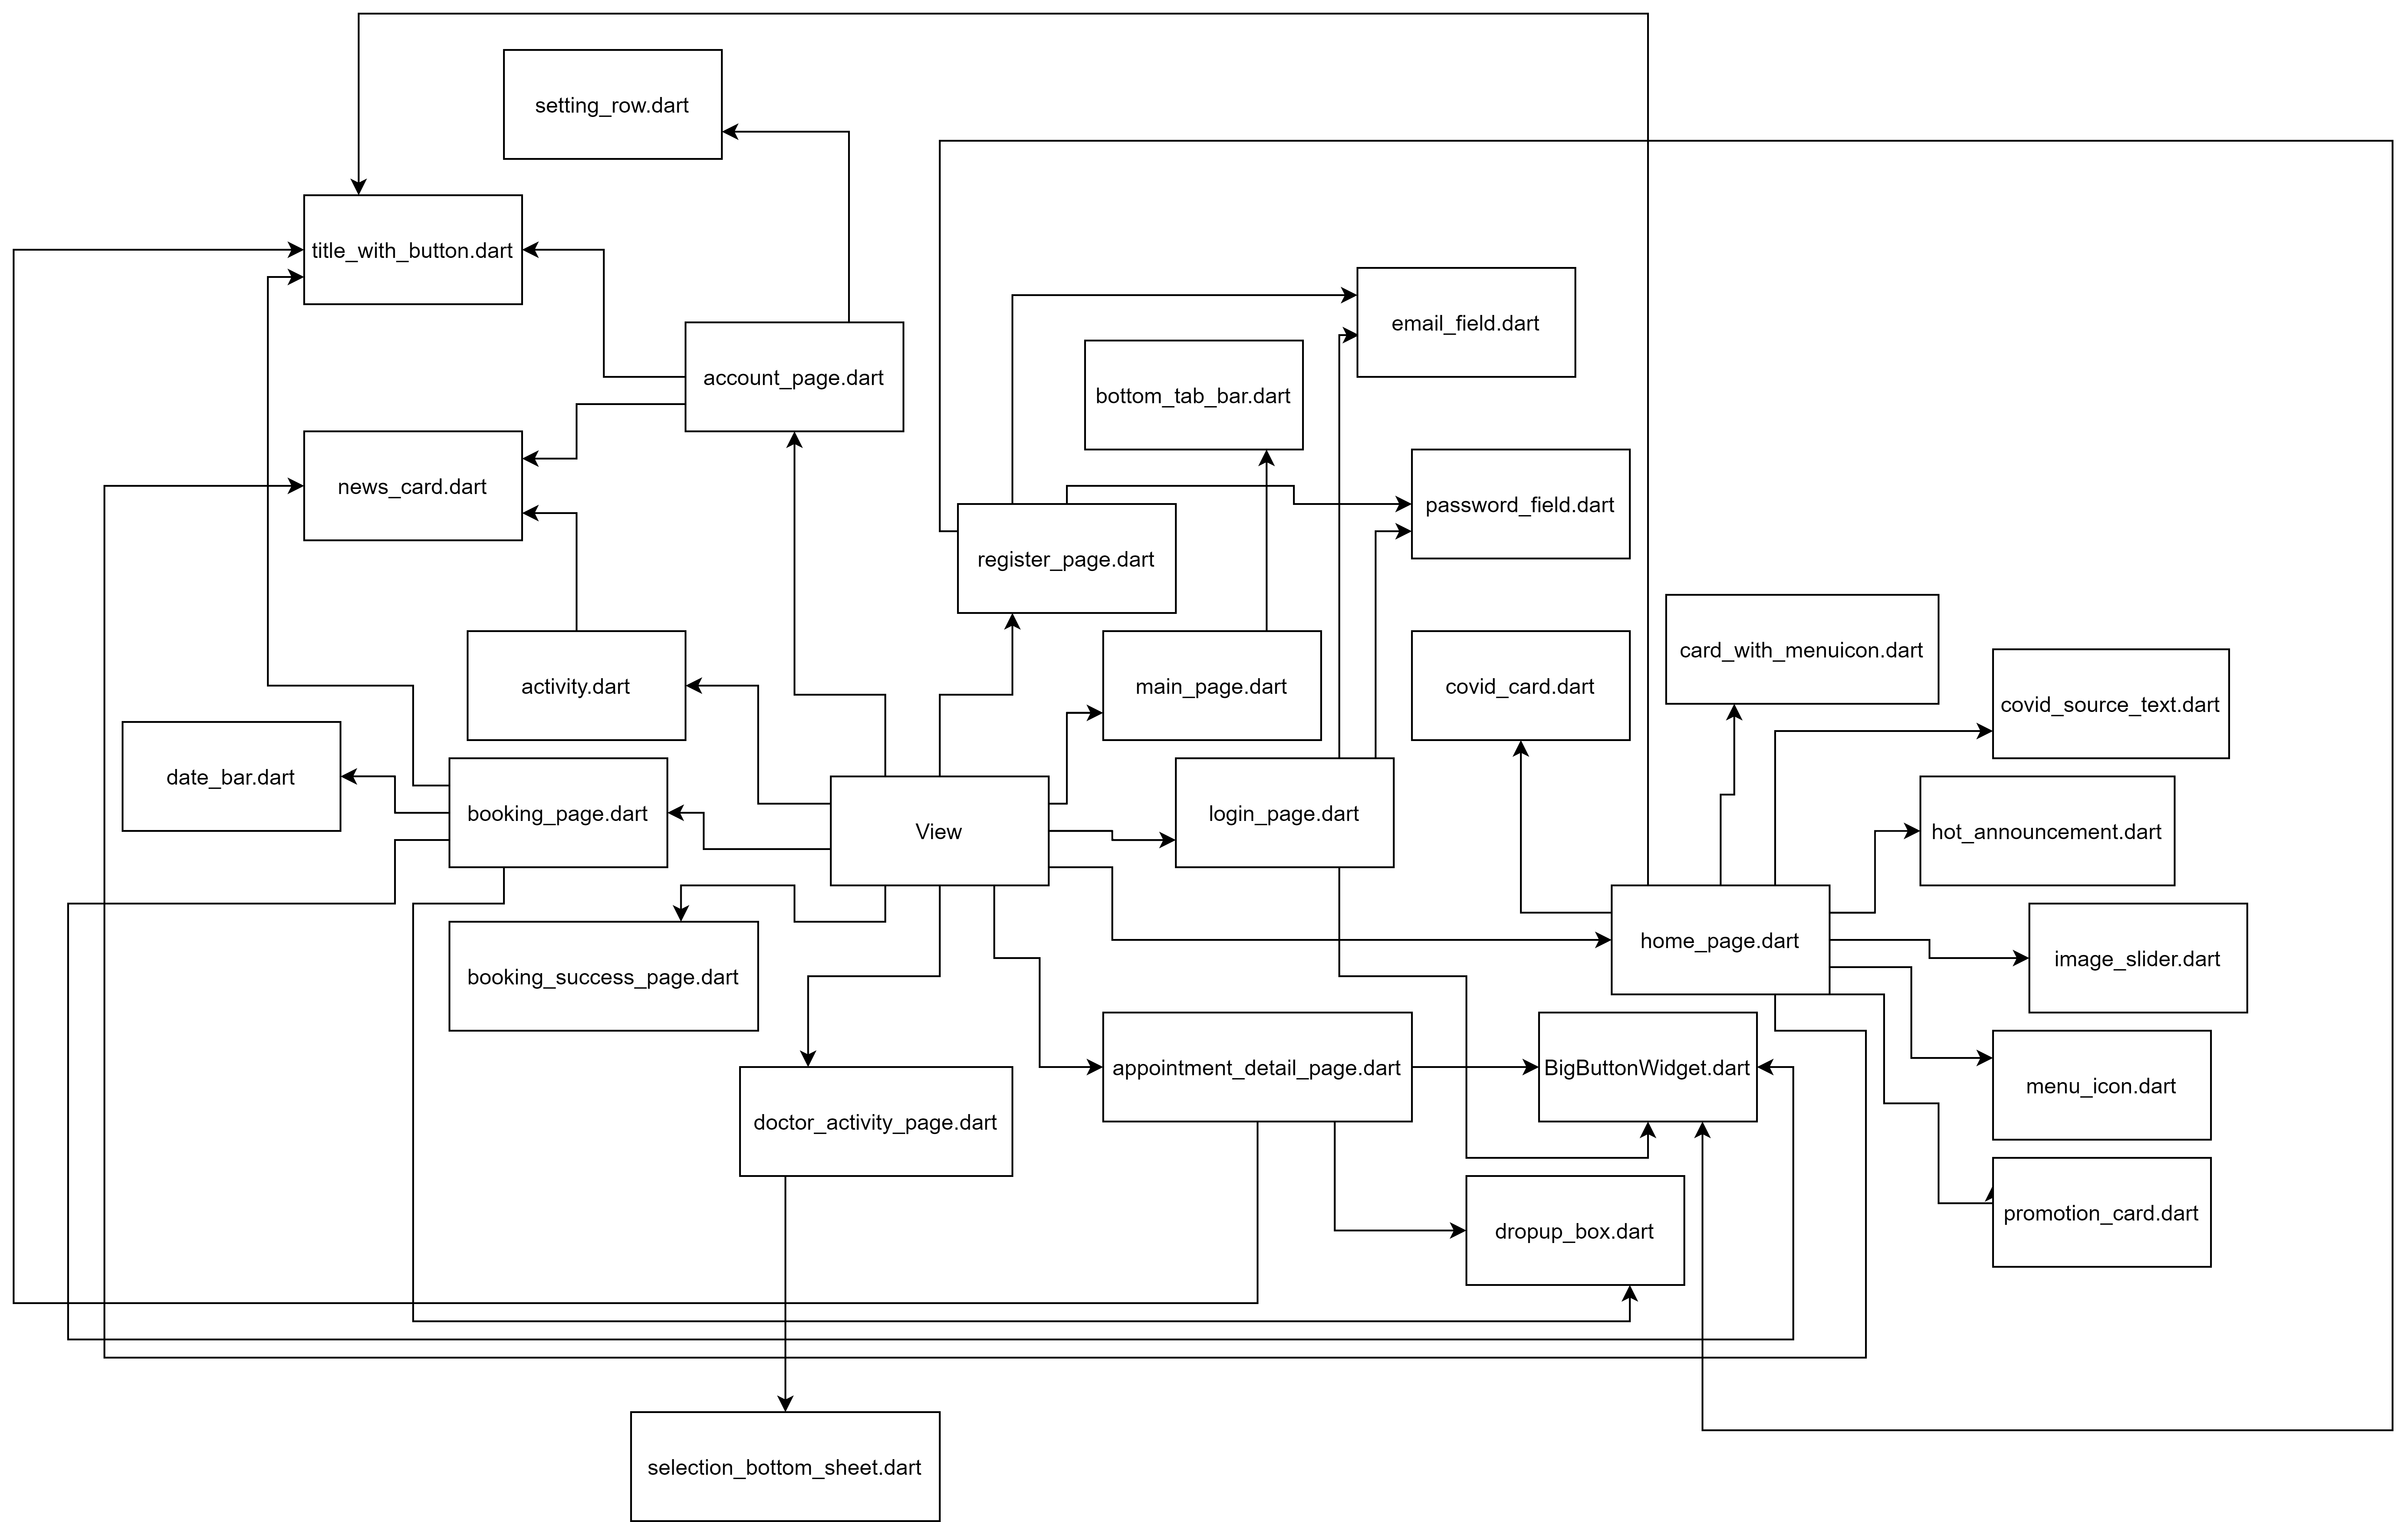 setting_row.dart
title_with_button.dart
email_field.dart
account_page.dart
bottom_tab_bar.dart
news_card.dart
password_field.dart
register_page.dart
card_with_menuicon.dart
activity.dart
main_page.dart
covid_card.dart
covid_source_text.dart
date_bar.dart
booking_page.dart
View
login_page.dart
hot_announcement.dart
home_page.dart
image_slider.dart
booking_success_page.dart
appointment_detail_page.dart
BigButtonWidget.dart
menu_icon.dart
doctor_activity_page.dart
promotion_card.dart
dropup_box.dart
selection_bottom_sheet.dart